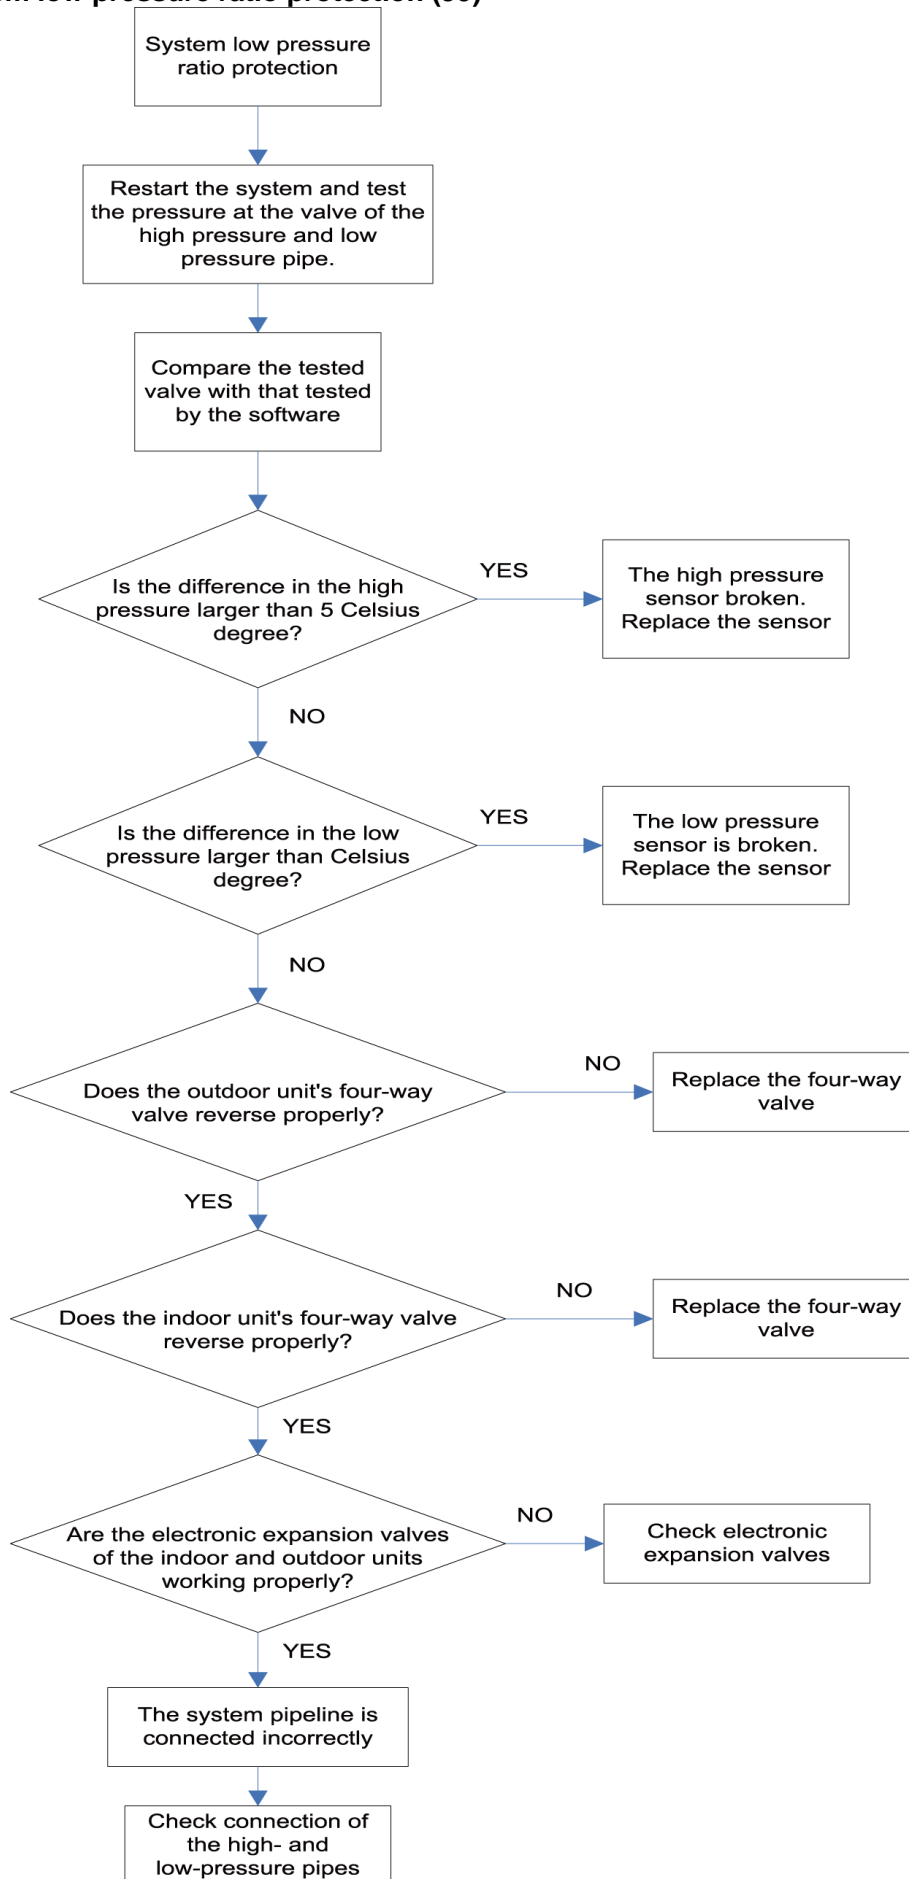 low pressure ratio protection
System low pressure
ratio protection
Restart the system and test
the pressure at the valve of the
high pressure and low
pressure pipe.
Compare the tested
valve with that tested
by the software
Is the difference in the high
pressure larger than 5 Celsius
degree?
YES
The high pressure
sensor broken.
Replace the sensor
NO
Is the difference in the low
pressure larger than Celsius
degree?
YES
The low pressure
sensor is broken.
Replace the sensor
NO
Does the outdoor unit's four-way
valve reverse properly?
NO
Replace the four-way
valve
YES
Does the indoor unit's four-way valve
reverse properly?
NO
Replace the four-way
valve
YES
Are the electronic expansion valves
of the indoor and outdoor units
working properly?
NO
Check electronic
expansion valves
YES
The system pipeline is
connected incorrectly
Check connection of
the high- and
low-pressure pipes